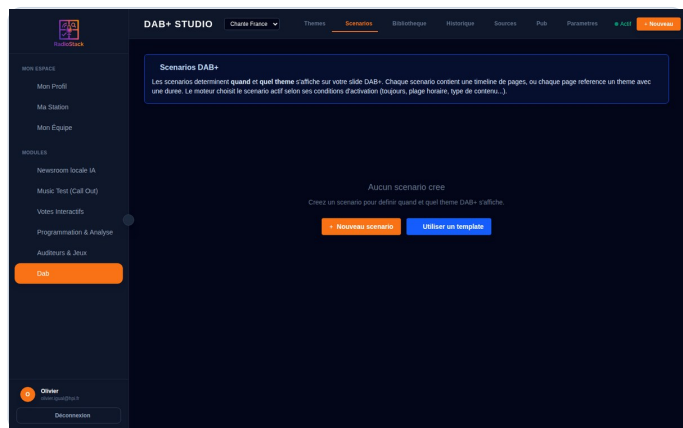 RadioStack
DAB+ STUDIO
Chante France
Themes
Scenarios
Bibliotheque
Historique
Sources
Pub
Parametres
Actif
+ Nouveau
MON ESPACE
Mon Profil
Ma Station
Mon Équipe
MODULES
Newsroom locale IA
Music Test (Call Out)
Votes Interactifs
Programmation & Analyse
Auditeurs & Jeux
Dab
Scenarios DAB+
Les scenarios determinent quand et quel theme s'affiche sur votre slide DAB+. Chaque scenario contient une timeline de pages, ou chaque page reference un theme avec
une duree. Le moteur choisit le scenario actif selon ses conditions d'activation (toujours, plage horaire, type de contenu...).
Aucun scenario cree
Creez un scenario pour definir quand et quel theme DAB+ s'affiche.
+ Nouveau scenario
Utiliser un template
O
Olivier
Déconnexion